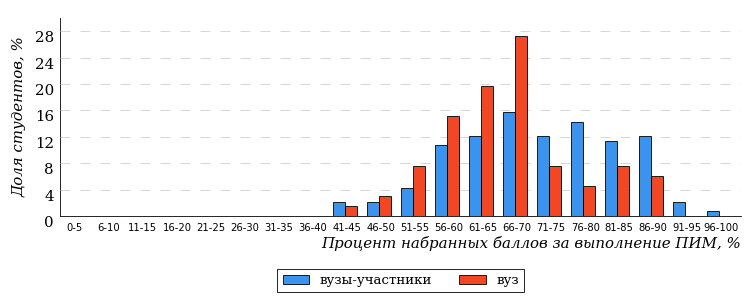 Доля студентов, %
28
24
20
16
12
8
4
0
0-5 6-10 11-15 16-20 21-25 26-30 31-35 36-40 41-45 46-50 51-55 56-60 61-65 66-70 71-75 76-80 81-85 86-90 91-95 96-100
Процент набранных баллов за выполнение ПИМ, %
вузы-участники вуз